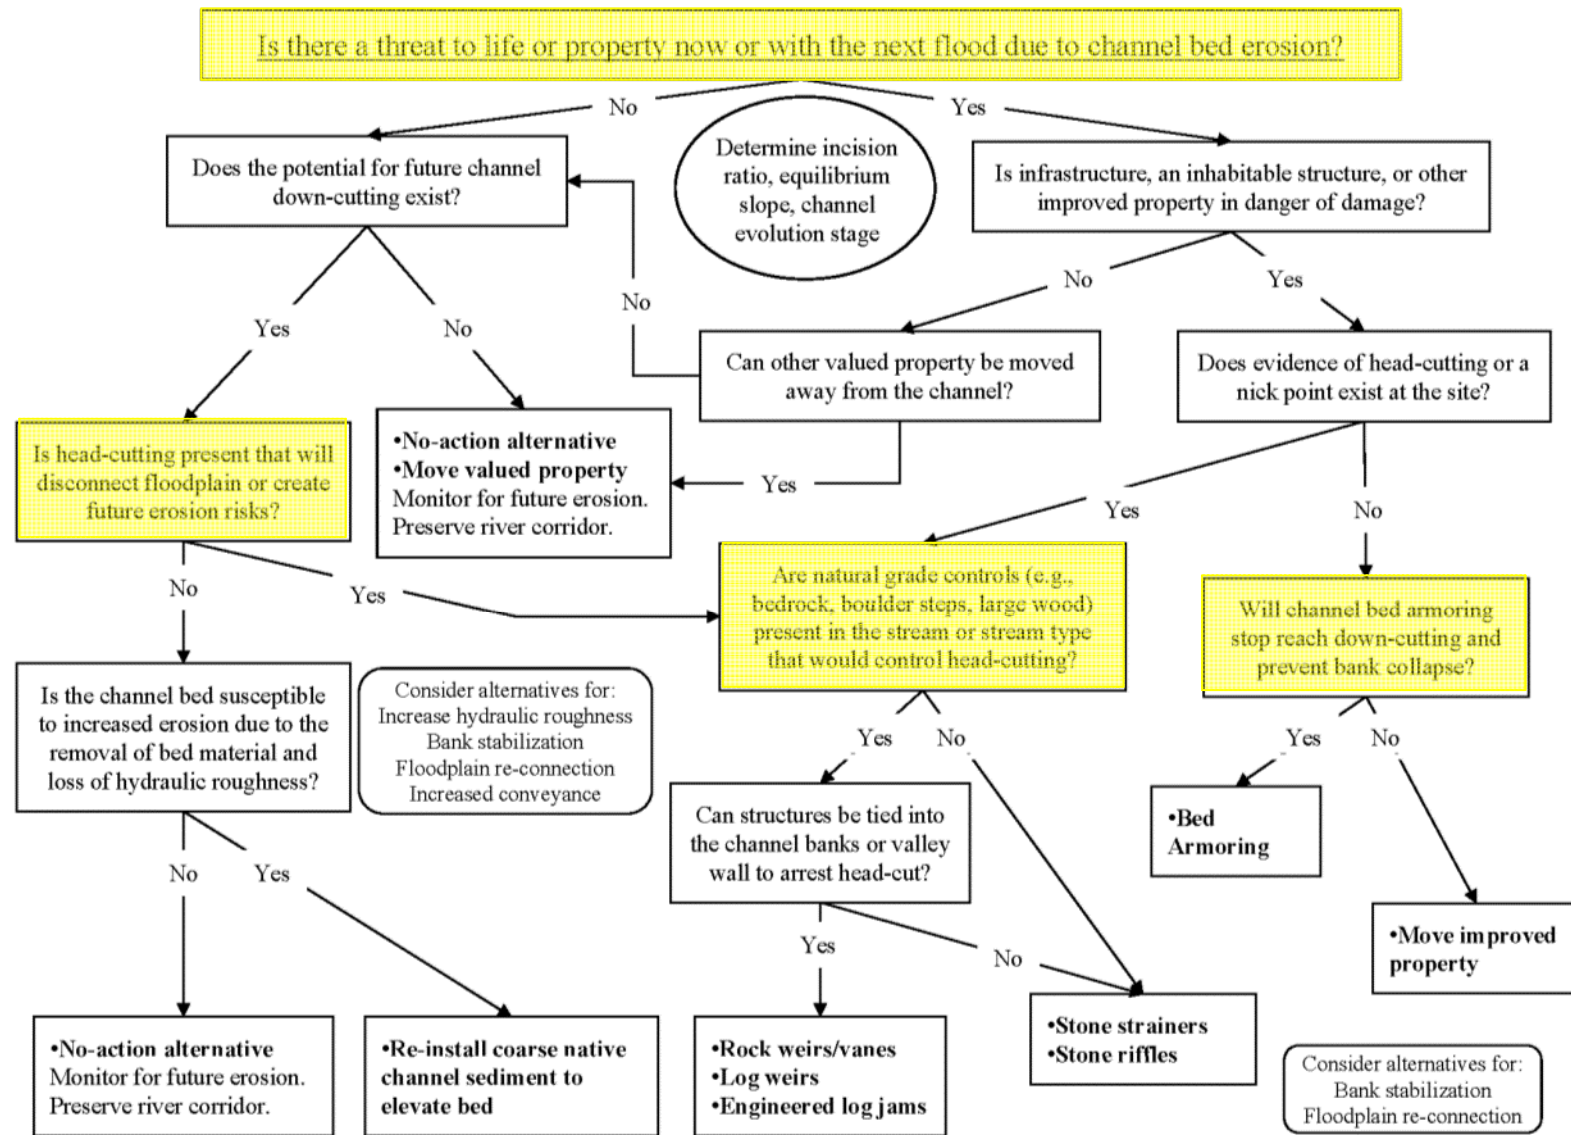 Is there a threat to life or property now or with the next flood due to channel bed erosion?
No
Yes
Does the potential for future channel
down-cutting exist?
Determine incision
ratio, equilibrium
slope, channel
evolution stage
Is infrastructure, an inhabitable structure, or other
improved property in danger of damage?
No
No
Yes
Yes
No
Can other valued property be moved
away from the channel?
Does evidence of head-cutting or a
nick point exist at the site?
Is head-cutting present that will
disconnect floodplain or create
future erosion risks?
•No-action alternative
•Move valued property
Monitor for future erosion.
Preserve river corridor.
Yes
Yes
No
No
Yes
Are natural grade controls (e.g.,
bedrock, boulder steps, large wood)
present in the stream or stream type
that would control head-cutting?
Will channel bed armoring
stop reach down-cutting and
prevent bank collapse?
Is the channel bed susceptible
to increased erosion due to the
removal of bed material and
loss of hydraulic roughness?
Consider alternatives for:
Increase hydraulic roughness
Bank stabilization
Floodplain re-connection
Increased conveyance
Yes
No
Yes
No
Can structures be tied into
the channel banks or valley
wall to arrest head-cut?
•Bed
Armoring
No
Yes
Yes
No
•Move improved
property
•No-action alternative
Monitor for future erosion.
Preserve river corridor.
•Re-install coarse native
channel sediment to
elevate bed
•Rock weirs/vanes
•Log weirs
•Engineered log jams
•Stone strainers
•Stone riffles
Consider alternatives for:
Bank stabilization
Floodplain re-connection